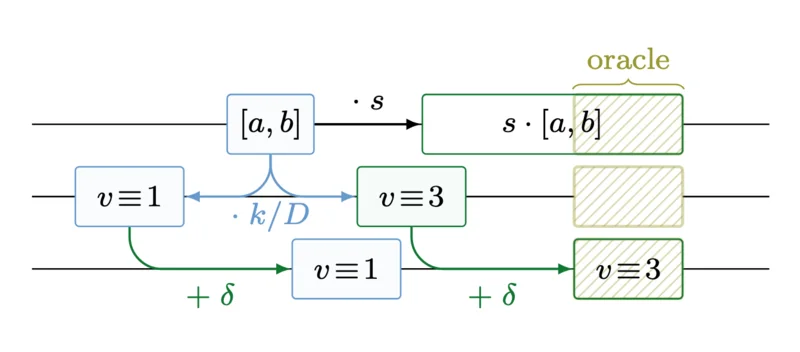 oracle
[a, b] · s s · [a, b]
v ≡ 1 · k/D v ≡ 3
v ≡ 1 v ≡ 3
+ δ + δ